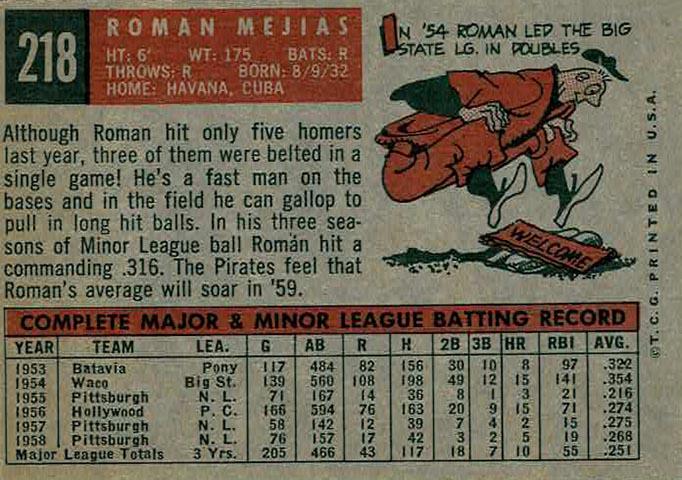 218
ROMAN MEJIAS
HT: 6' WT: 175 BATS: R
THROWS: R BORN: 8/9/32
HOME: HAVANA, CUBA
IN '54 ROMAN LED THE BIG
STATE LG. IN DOUBLES
Although Roman hit only five homers
last year, three of them were belted in a
single game! He's a fast man on the
bases and in the field he can gallop to
pull in long hit balls. In his three sea-
sons of Minor League ball Román hit a
commanding .316. The Pirates feel that
Roman's average will soar in '59.
WELCOME
©T.C.G. PRINTED IN U.S.A.
COMPLETE MAJOR & MINOR LEAGUE BATTING RECORD
YEAR TEAM LEA. G AB R H 2B 3B HR RBI AVG.
1953 Batavia Pony 117 484 82 156 30 10 8 97 .322
1954 Waco Big St. 139 560 108 198 49 12 15 141 .354
1955 Pittsburgh N. L. 71 167 14 36 8 1 3 21 .216
1956 Hollywood P. C. 166 594 76 163 20 9 15 71 .274
1957 Pittsburgh N. L. 58 142 12 39 7 4 2 15 .275
1958 Pittsburgh N. L. 76 157 17 42 3 2 5 19 .268
Major League Totals 3 Yrs. 205 466 43 117 18 7 10 55 .251